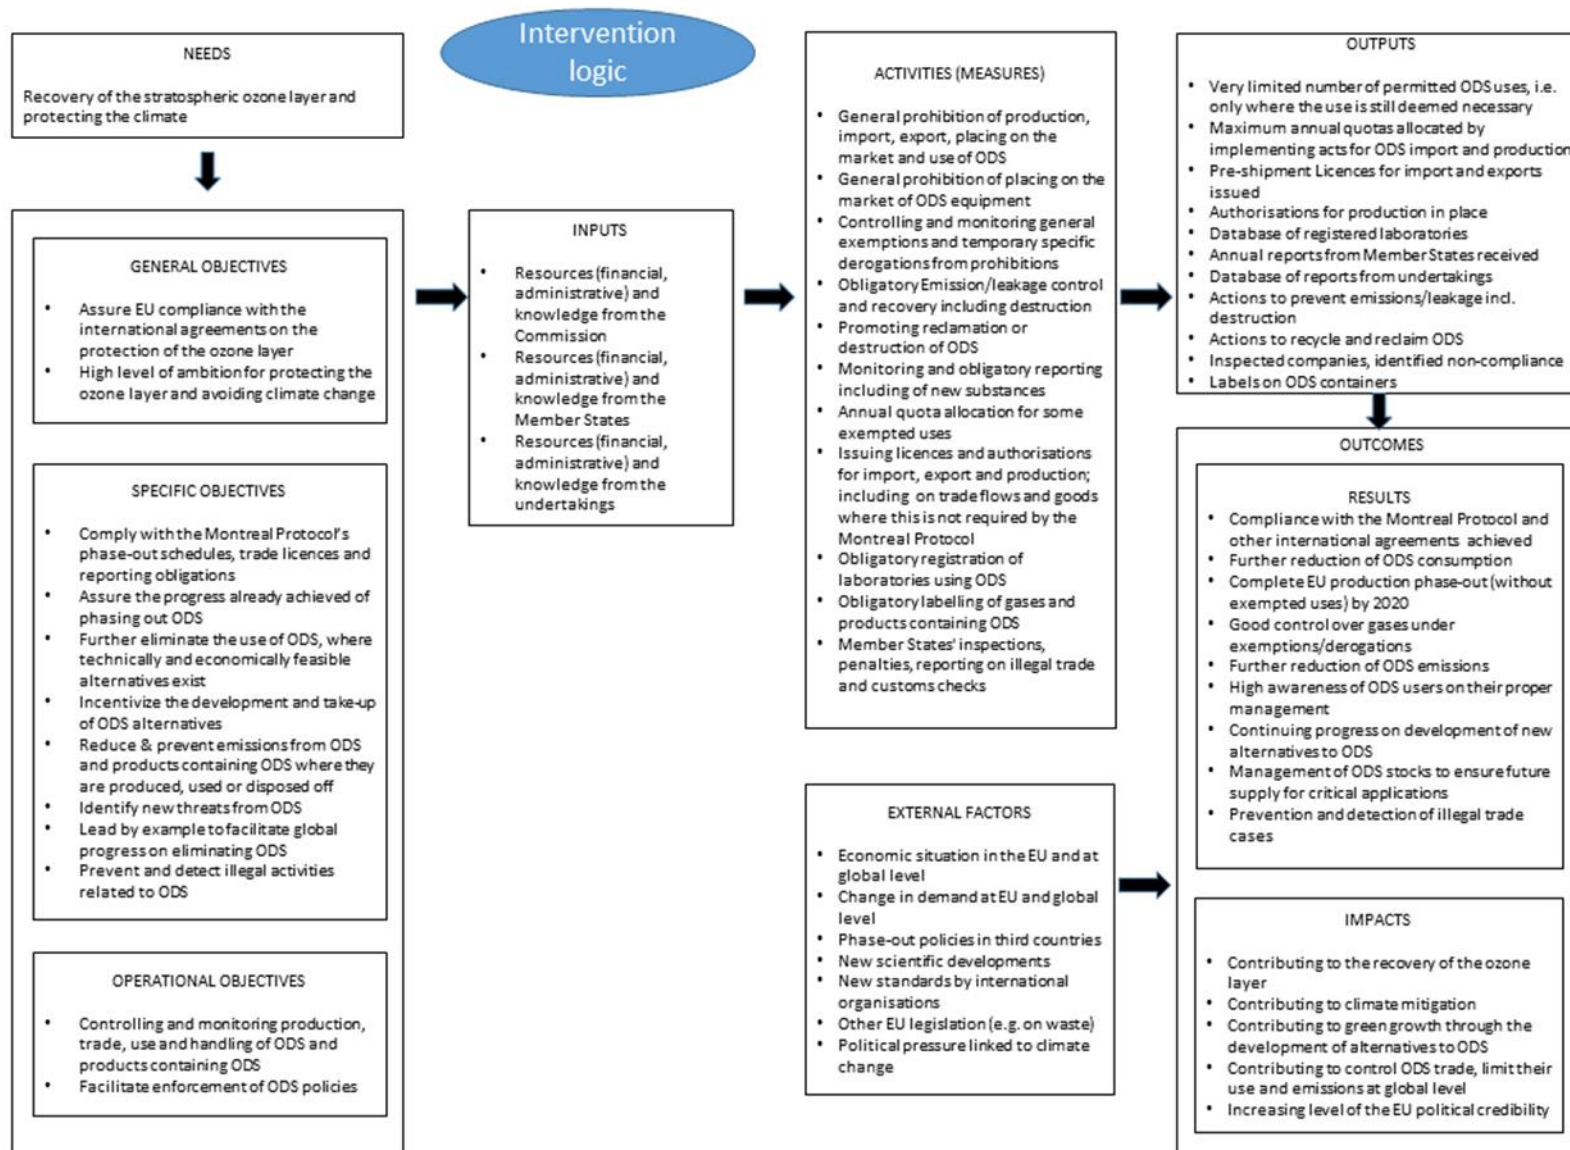 Intervention
logic
NEEDS
Recovery of the stratospheric ozone layer and
protecting the climate
GENERAL OBJECTIVES
• Assure EU compliance with the
international agreements on the
protection of the ozone layer
• High level of ambition for protecting the
ozone layer and avoiding climate change
SPECIFIC OBJECTIVES
• Comply with the Montreal Protocol's
phase-out schedules, trade licences and
reporting obligations
• Assure the progress already achieved of
phasing out ODS
• Further eliminate the use of ODS, where
technically and economically feasible
alternatives exist
• Incentivize the development and take-up
of ODS alternatives
• Reduce & prevent emissions from ODS
and products containing ODS where they
are produced, used or disposed off
• Identify new threats from ODS
• Lead by example to facilitate global
progress on eliminating ODS
• Prevent and detect illegal activities
related to ODS
OPERATIONAL OBJECTIVES
• Controlling and monitoring production,
trade, use and handling of ODS and
products containing ODS
• Facilitate enforcement of ODS policies
INPUTS
• Resources (financial,
administrative) and
knowledge from the
Commission
• Resources (financial,
administrative) and
knowledge from the
Member States
• Resources (financial,
administrative) and
knowledge from the
undertakings
ACTIVITIES (MEASURES)
• General prohibition of production,
import, export, placing on the
market and use of ODS
• General prohibition of placing on the
market of ODS equipment
• Controlling and monitoring general
exemptions and temporary specific
derogations from prohibitions
• Obligatory Emission/leakage control
and recovery including destruction
• Promoting reclamation or
destruction of ODS
• Monitoring and obligatory reporting
including of new substances
• Annual quota allocation for some
exempted uses
• Issuing licences and authorisations
for import, export and production;
including on trade flows and goods
where this is not required by the
Montreal Protocol
• Obligatory registration of
laboratories using ODS
• Obligatory labelling of gases and
products containing ODS
• Member States' inspections,
penalties, reporting on illegal trade
and customs checks
EXTERNAL FACTORS
• Economic situation in the EU and at
global level
• Change in demand at EU and global
level
• Phase-out policies in third countries
• New scientific developments
• New standards by international
organisations
• Other EU legislation (e.g. on waste)
• Political pressure linked to climate
change
OUTPUTS
• Very limited number of permitted ODS uses, i.e.
only where the use is still deemed necessary
• Maximum annual quotas allocated by
implementing acts for ODS import and production
• Pre-shipment Licences for import and exports
issued
• Authorisations for production in place
• Database of registered laboratories
• Annual reports from Member States received
• Database of reports from undertakings
• Actions to prevent emissions/leakage incl.
destruction
• Actions to recycle and reclaim ODS
• Inspected companies, identified non-compliance
• Labels on ODS containers
OUTCOMES
RESULTS
• Compliance with the Montreal Protocol and
other international agreements achieved
• Further reduction of ODS consumption
• Complete EU production phase-out (without
exempted uses) by 2020
• Good control over gases under
exemptions/derogations
• Further reduction of ODS emissions
• High awareness of ODS users on their proper
management
• Continuing progress on development of new
alternatives to ODS
• Management of ODS stocks to ensure future
supply for critical applications
• Prevention and detection of illegal trade
cases
IMPACTS
• Contributing to the recovery of the ozone
layer
• Contributing to climate mitigation
• Contributing to green growth through the
development of alternatives to ODS
• Contributing to control ODS trade, limit their
use and emissions at global level
• Increasing level of the EU political credibility